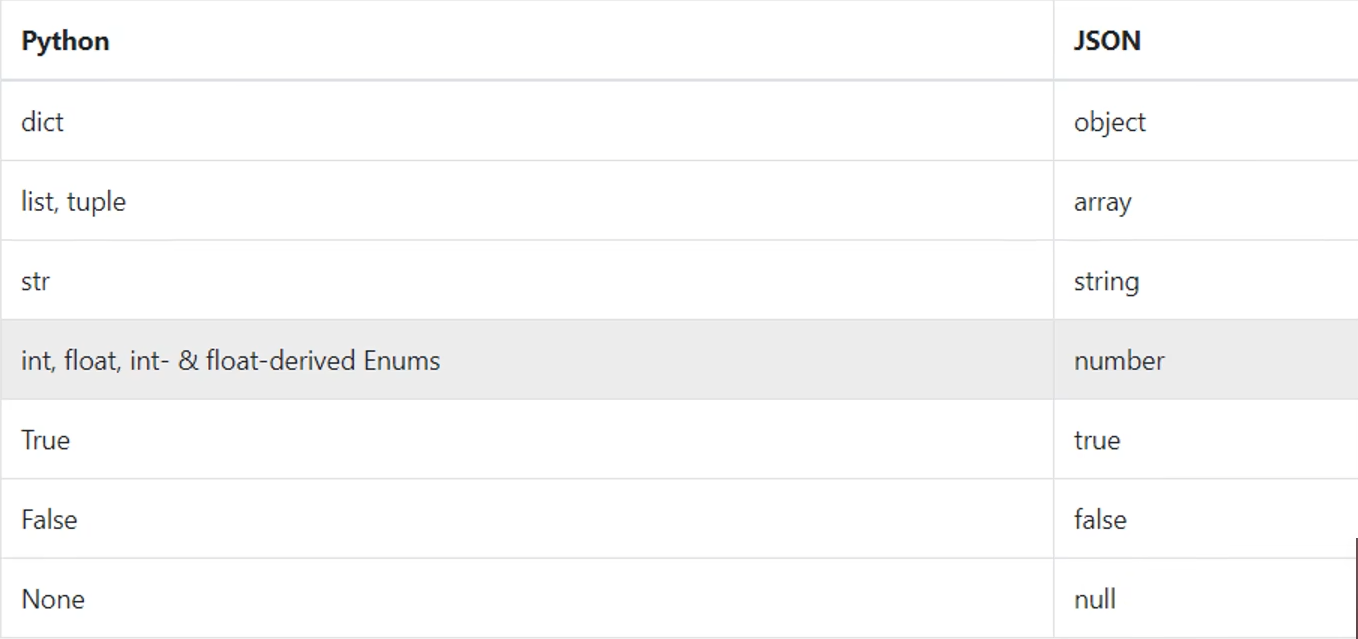 Python JSON
dict object
list, tuple array
str string
int, float, int- & float-derived Enums number
True true
False false
None null